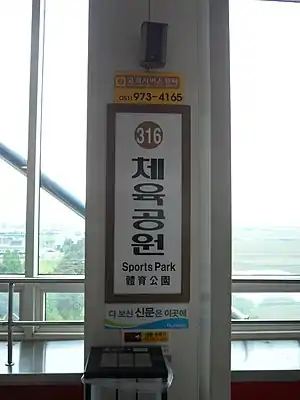 (051) 973-4165
316
체육공원
Sports Park
體育公園
다 보신 신문은 이곳에